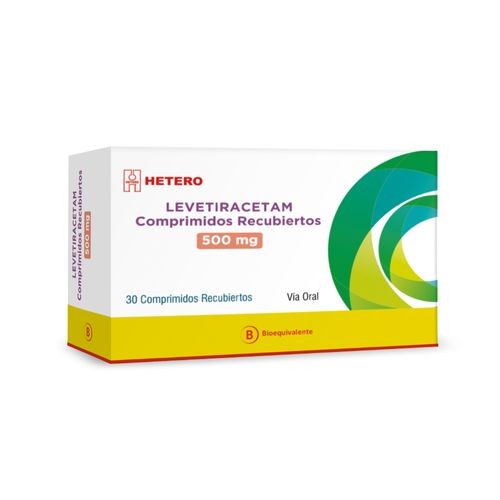 HETERO
LEVETIRACETAM
Comprimidos Recubiertos
500 mg
30 Comprimidos Recubiertos
Vía Oral
B Bioequivalente
LEVETIRACETAM
Comprimidos Recubiertos
500 mg
B